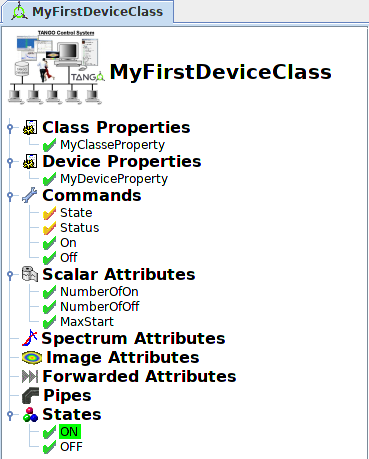 MyFirstDeviceClass
TANGO Control System
TANGO
MyFirstDeviceClass
Class Properties
MyClasseProperty
Device Properties
MyDeviceProperty
Commands
State
Status
On
Off
Scalar Attributes
NumberOfOn
NumberOfOff
MaxStart
Spectrum Attributes
Image Attributes
Forwarded Attributes
Pipes
States
ON
OFF